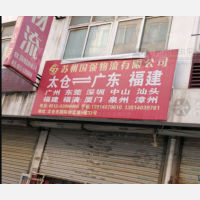 流
苏州国强物流有限公司
太仓⇌广东 福建
广州 东莞 深圳 中山 汕头
福建 福清 厦门 泉州 漳州